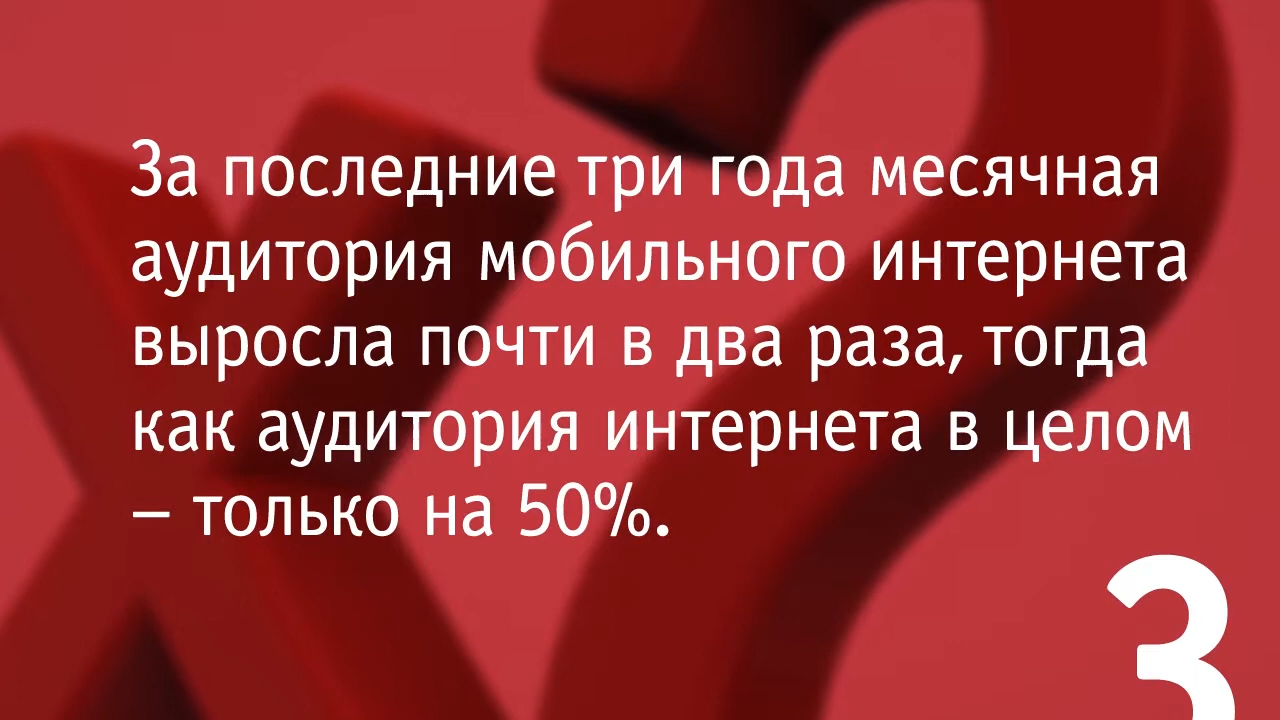 За последние три года месячная
аудитория мобильного интернета
выросла почти в два раза, тогда
как аудитория интернета в целом
– только на 50%.
3